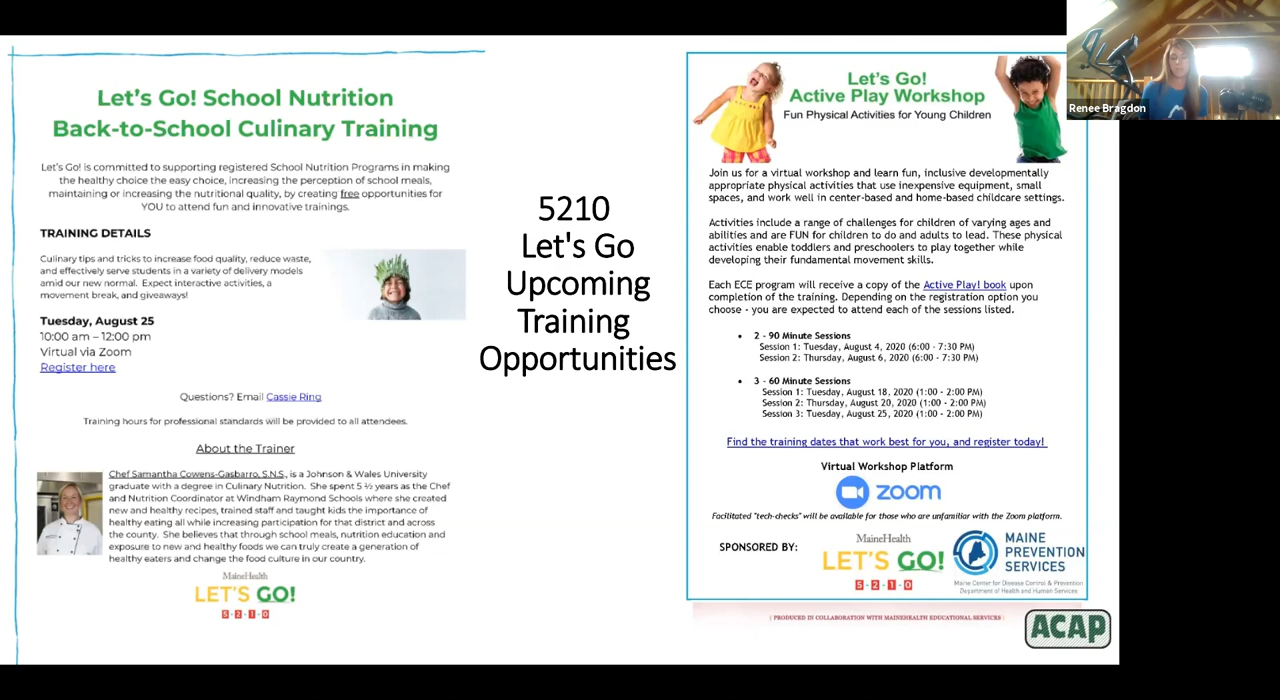 Let's Go! School Nutrition
Back-to-School Culinary Training
Let's Go! is committed to supporting registered School Nutrition Programs in making
the healthy choice the easy choice, increasing the perception of school meals,
maintaining or increasing the nutritional quality, by creating free opportunities for
YOU to attend fun and innovative trainings.
TRAINING DETAILS
Culinary tips and tricks to increase food quality, reduce waste,
and effectively serve students in a variety of delivery models
amid our new normal. Expect interactive activities, a
movement break, and giveaways!
Tuesday, August 25
10:00 am – 12:00 pm
Virtual via Zoom
Register here
Questions? Email Cassie Ring
Training hours for professional standards will be provided to all attendees.
About the Trainer
Chef Samantha Cowens-Gasbarro, S.N.S., is a Johnson & Wales University
graduate with a degree in Culinary Nutrition. She spent 5 ½ years as the Chef
and Nutrition Coordinator at Windham Raymond Schools where she created
new and healthy recipes, trained staff and taught kids the importance of
healthy eating all while increasing participation for that district and across
the county. She believes that through school meals, nutrition education and
exposure to new and healthy foods we can truly create a generation of
healthy eaters and change the food culture in our country.
MaineHealth
LET'S GO!
5-2-1-0
5210
Let's Go
Upcoming
Training
Opportunities
Let's Go!
Active Play Workshop
Fun Physical Activities for Young Children
Join us for a virtual workshop and learn fun, inclusive developmentally
appropriate physical activities that use inexpensive equipment, small
spaces, and work well in center-based and home-based childcare settings.
Activities include a range of challenges for children of varying ages and
abilities and are FUN for children to do and adults to lead. These physical
activities enable toddlers and preschoolers to play together while
developing their fundamental movement skills.
Each ECE program will receive a copy of the Active Play! book upon
completion of the training. Depending on the registration option you
choose - you are expected to attend each of the sessions listed.
• 2 - 90 Minute Sessions
Session 1: Tuesday, August 4, 2020 (6:00 - 7:30 PM)
Session 2: Thursday, August 6, 2020 (6:00 - 7:30 PM)
• 3 - 60 Minute Sessions
Session 1: Tuesday, August 18, 2020 (1:00 - 2:00 PM)
Session 2: Thursday, August 20, 2020 (1:00 - 2:00 PM)
Session 3: Tuesday, August 25, 2020 (1:00 - 2:00 PM)
Find the training dates that work best for you, and register today!
Virtual Workshop Platform
zoom
Facilitated "tech-checks" will be available for those who are unfamiliar with the Zoom platform.
SPONSORED BY:
MaineHealth
LET'S GO!
5-2-1-0
MAINE
PREVENTION
SERVICES
Maine Center for Disease Control & Prevention
Department of Health and Human Services
( PRODUCED IN COLLABORATION WITH MAINEHEALTH EDUCATIONAL SERVICES )
ACAP
Renee Bragdon